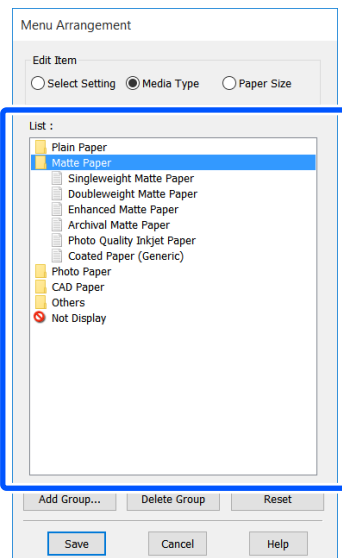 Menu Arrangement
Edit Item
Select Setting Media Type Paper Size
List :
Plain Paper
Matte Paper
Singleweight Matte Paper
Doubleweight Matte Paper
Enhanced Matte Paper
Archival Matte Paper
Photo Quality Inkjet Paper
Coated Paper (Generic)
Photo Paper
CAD Paper
Others
Not Display
Add Group... Delete Group Reset
Save Cancel Help